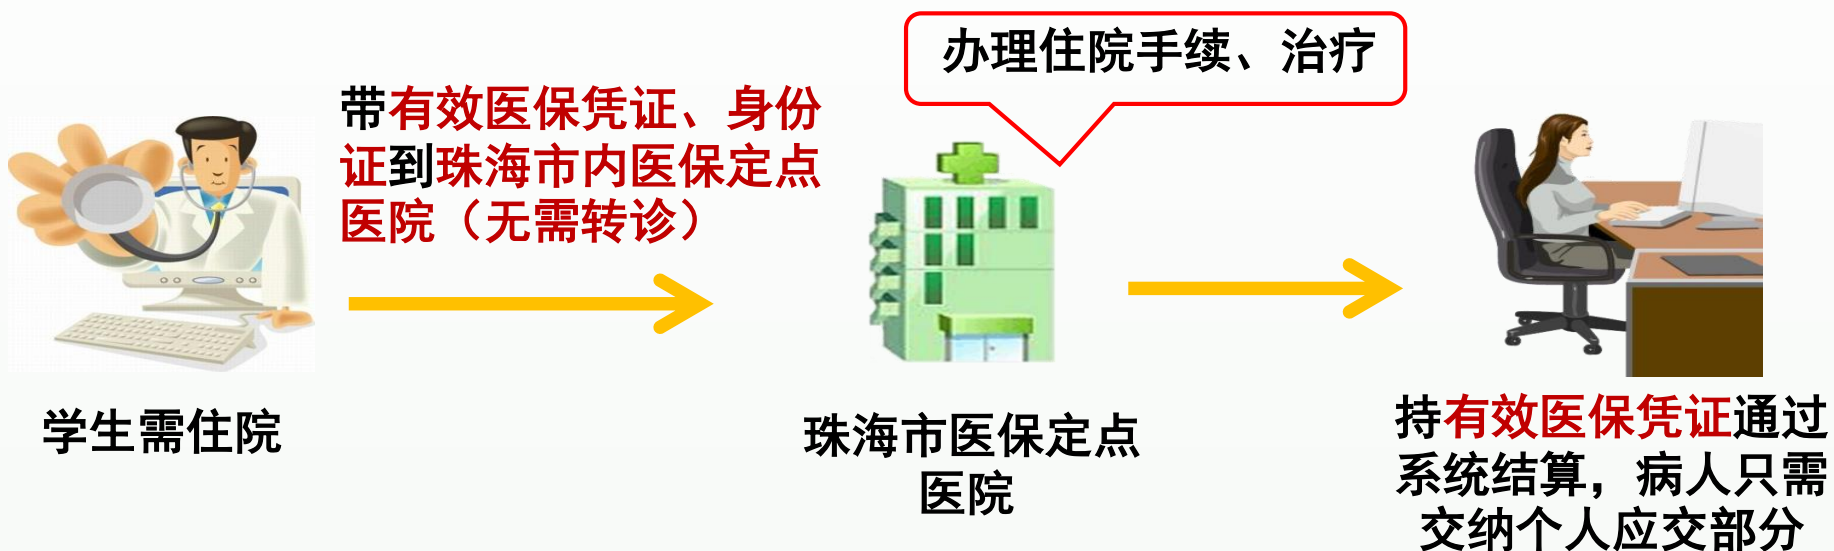 办理住院手续、治疗
带有效医保凭证、身份
证到珠海市内医保定点
医院（无需转诊）
学生需住院
珠海市医保定点
医院
持有效医保凭证通过
系统结算，病人只需
交纳个人应交部分